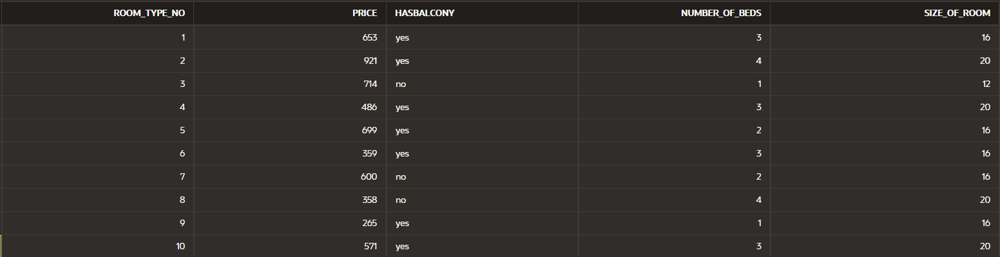 ROOM_TYPE_NO PRICE HASBALCONY NUMBER_OF_BEDS SIZE_OF_ROOM
1 653 yes 3 16
2 921 yes 4 20
3 714 no 1 12
4 486 yes 3 20
5 699 yes 2 16
6 359 yes 3 16
7 600 no 2 16
8 358 no 4 20
9 265 yes 1 16
10 571 yes 3 20